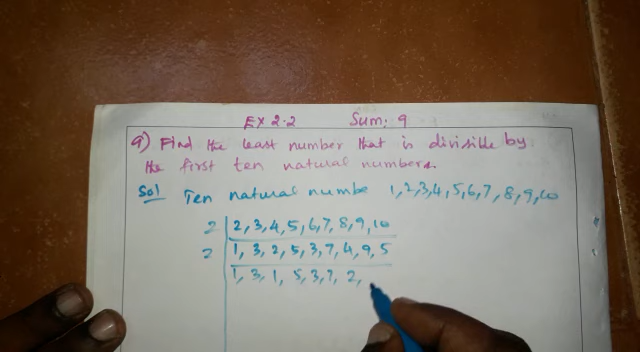 Ex 2.2 Sum: 9
9) Find the least number that is divisible by
the first ten natural numbers.
Sol Ten natural numbe 1,2,3,4,5,6,7,8,9,10
2 | 2,3,4,5,6,7,8,9,10
2 | 1,3,2,5,3,7,4,9,5
1,3,1,5,3,7,2,